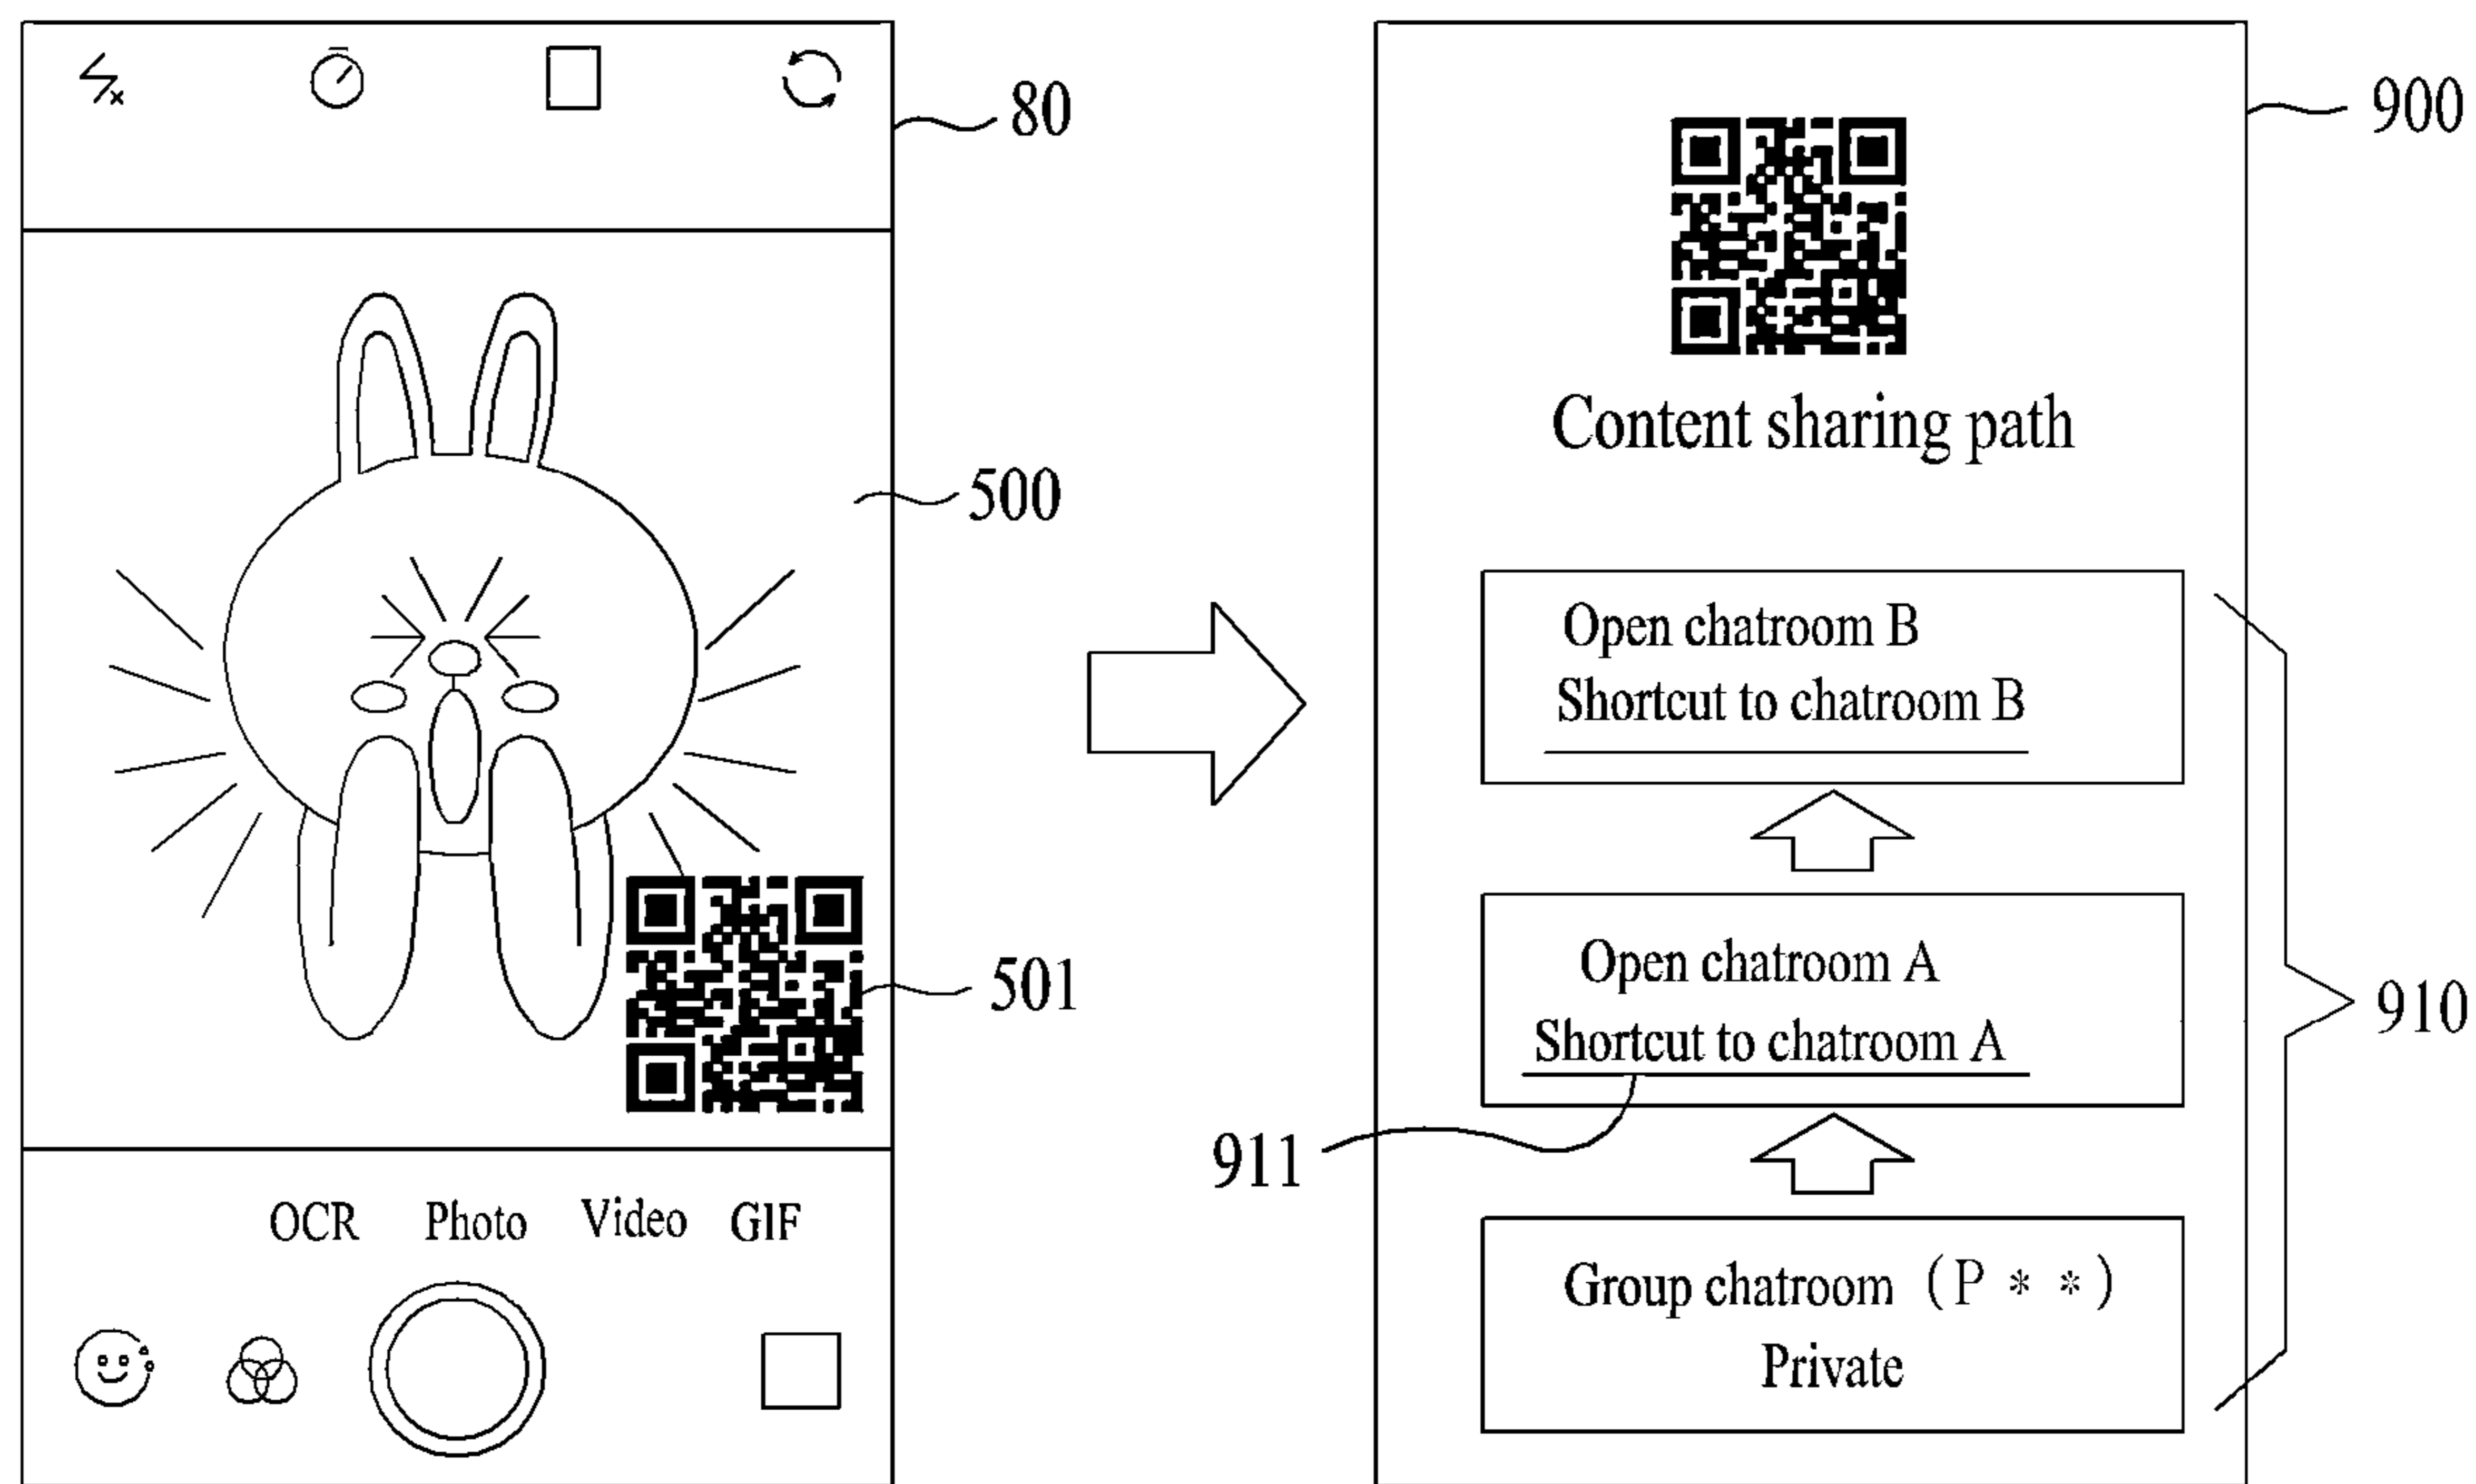 80
500
501
OCR Photo Video GIF
900
Content sharing path
Open chatroom B
Shortcut to chatroom B
Open chatroom A
Shortcut to chatroom A
911
910
Group chatroom (P * *)
Private